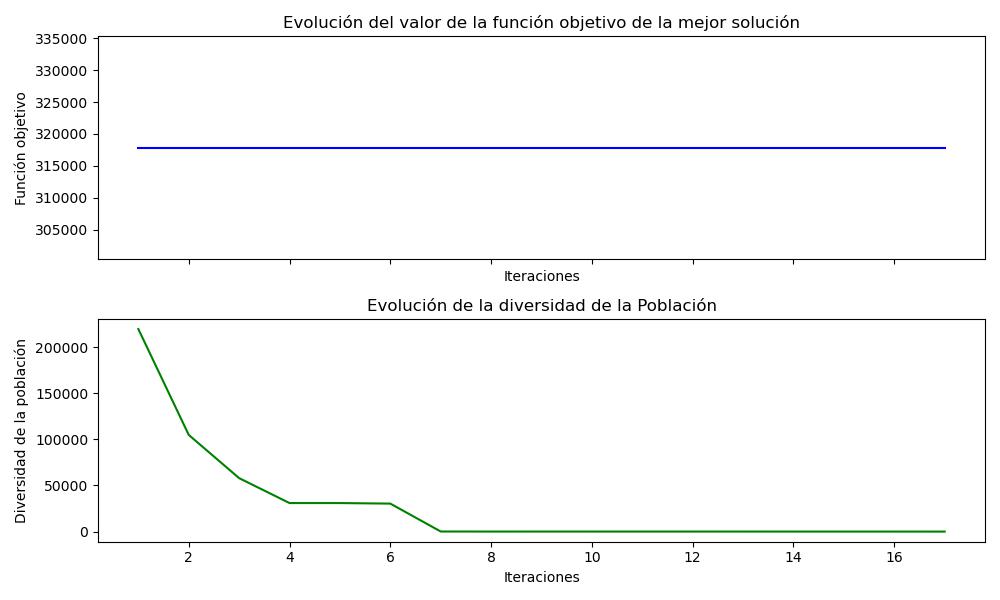 Evolución del valor de la función objetivo de la mejor solución
335000
330000
325000
320000
315000
310000
305000
Función objetivo
Iteraciones
Evolución de la diversidad de la Población
200000
150000
100000
50000
0
Diversidad de la población
2 4 6 8 10 12 14 16
Iteraciones